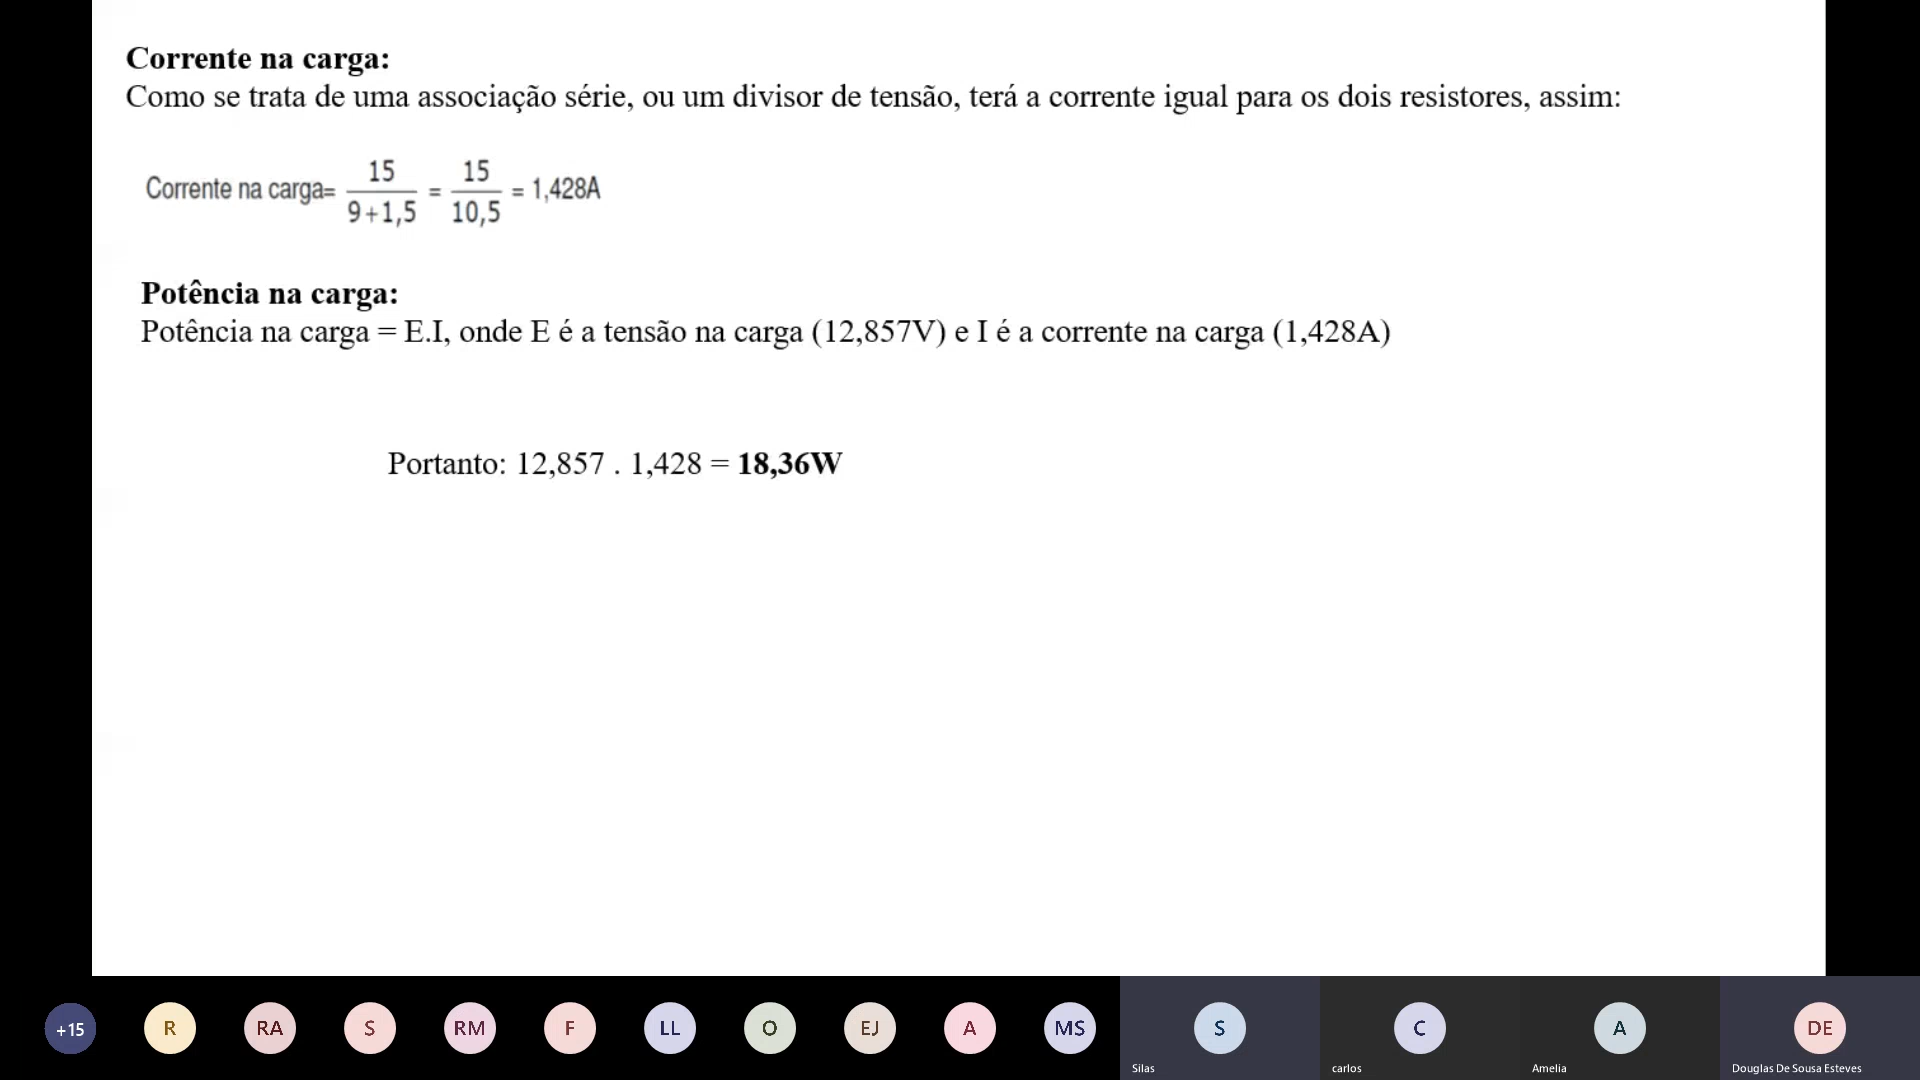 Corrente na carga:
Como se trata de uma associação série, ou um divisor de tensão, terá a corrente igual para os dois resistores, assim:
Corrente na carga= 15/9+1,5 = 15/10,5 = 1,428A
Potência na carga:
Potência na carga = E.I, onde E é a tensão na carga (12,857V) e I é a corrente na carga (1,428A)
Portanto: 12,857 . 1,428 = 18,36W
+15 R RA S RM F LL O EJ A MS S C A DE
Silas carlos Amelia Douglas De Sousa Esteves